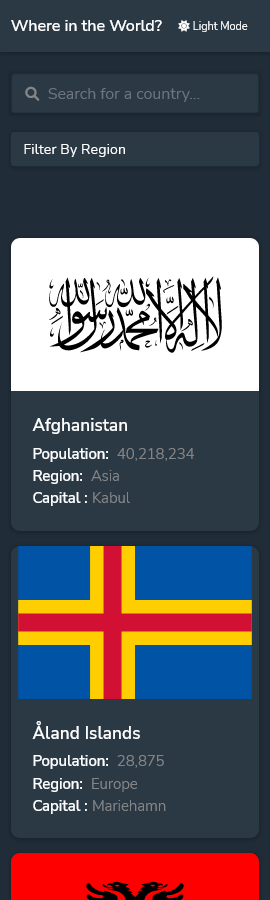 Where in the World? Light Mode
Search for a country...
Filter By Region
لا إله إلا الله محمد رسول الله
Afghanistan
Population: 40,218,234
Region: Asia
Capital : Kabul
Åland Islands
Population: 28,875
Region: Europe
Capital : Mariehamn